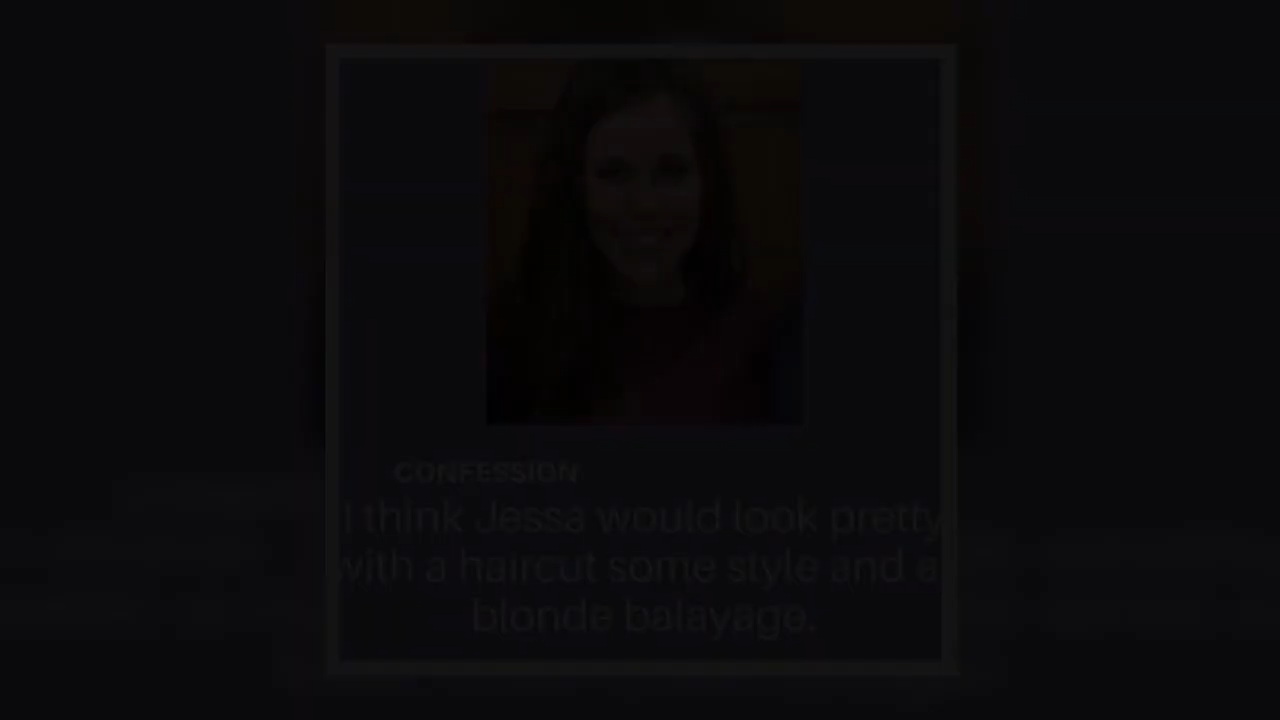 CONFESSION
I think Jessa would look pretty
with a haircut some style and a
blonde balayage.